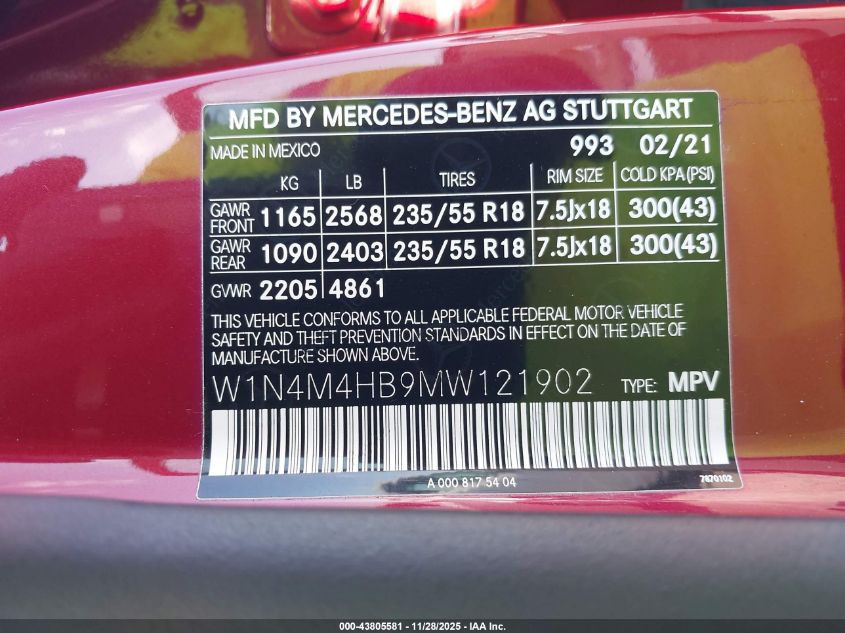 MFD BY MERCEDES-BENZ AG STUTTGART
MADE IN MEXICO 993 02/21
KG LB TIRES RIM SIZE COLD KPA (PSI)
GAWR FRONT 1165 2568 235/55 R18 7.5Jx18 300(43)
GAWR REAR 1090 2403 235/55 R18 7.5Jx18 300(43)
GVWR 2205 4861
THIS VEHICLE CONFORMS TO ALL APPLICABLE FEDERAL MOTOR VEHICLE
SAFETY AND THEFT PREVENTION STANDARDS IN EFFECT ON THE DATE OF
MANUFACTURE SHOWN ABOVE.
W1N4M4HB9MW121902 TYPE: MPV
A 000 817 54 04 7870102
000-43805581 - 11/28/2025 - IAA Inc.